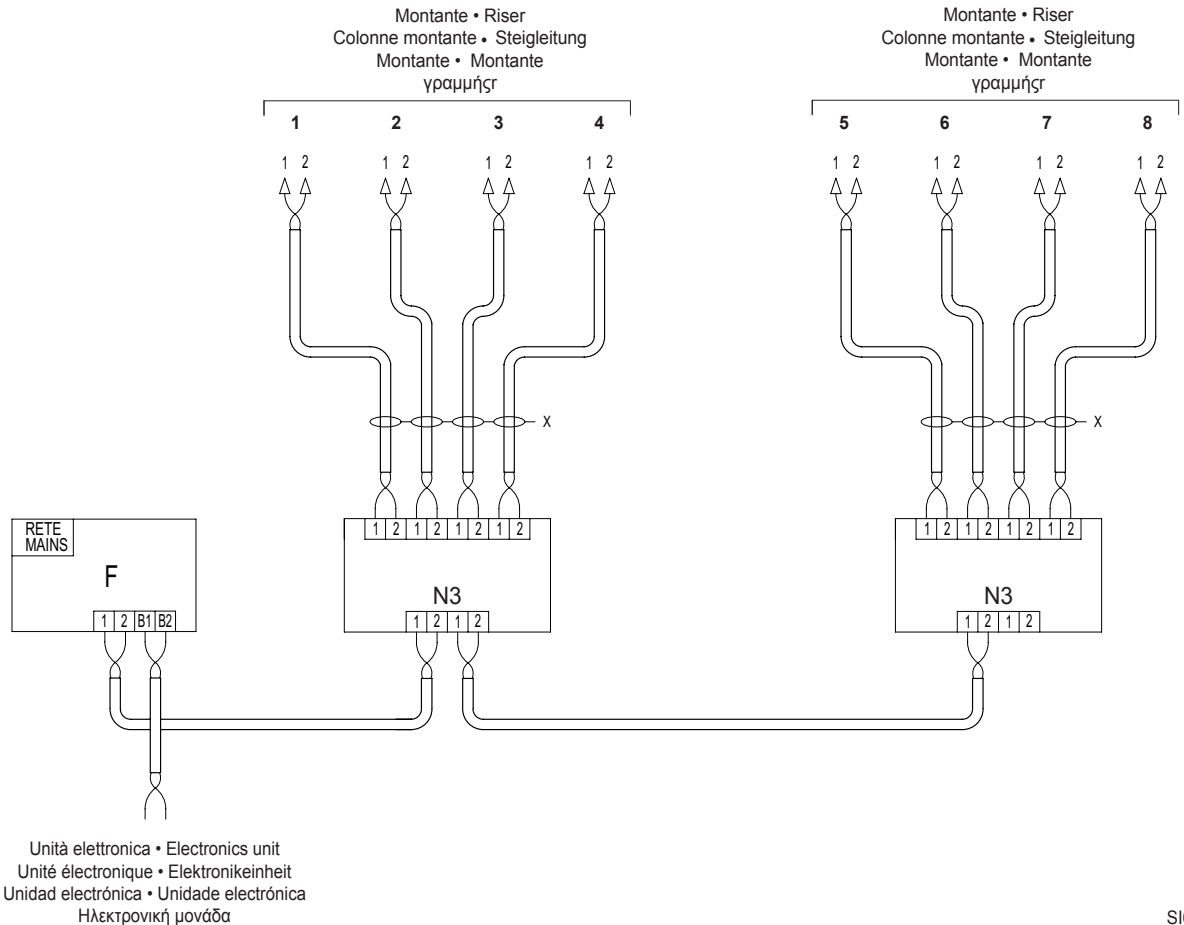 Montante • Riser
Colonne montante • Steigleitung
Montante • Montante
γραμμήςr
1 2 3 4
1 2 1 2 1 2 1 2
Montante • Riser
Colonne montante • Steigleitung
Montante • Montante
γραμμήςr
5 6 7 8
1 2 1 2 1 2 1 2
X
X
RETE
MAINS
F
1 2 B1 B2
1 2 1 2 1 2 1 2
N3
1 2 1 2
1 2 1 2 1 2 1 2
N3
1 2 1 2
Unità elettronica • Electronics unit
Unité électronique • Elektronikeinheit
Unidad electrónica • Unidade electrónica
Ηλεκτρονική μονάδα